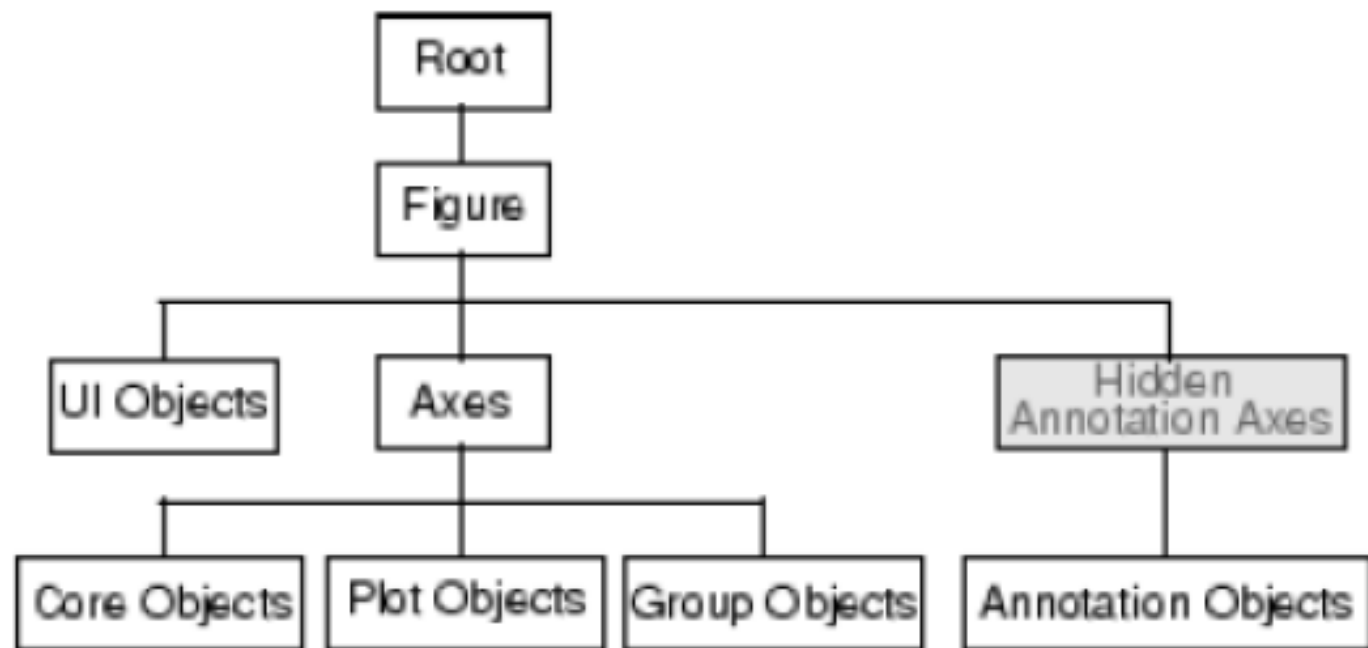 Root
Figure
UI Objects
Axes
Hidden
Annotation Axes
Core Objects
Plot Objects
Group Objects
Annotation Objects